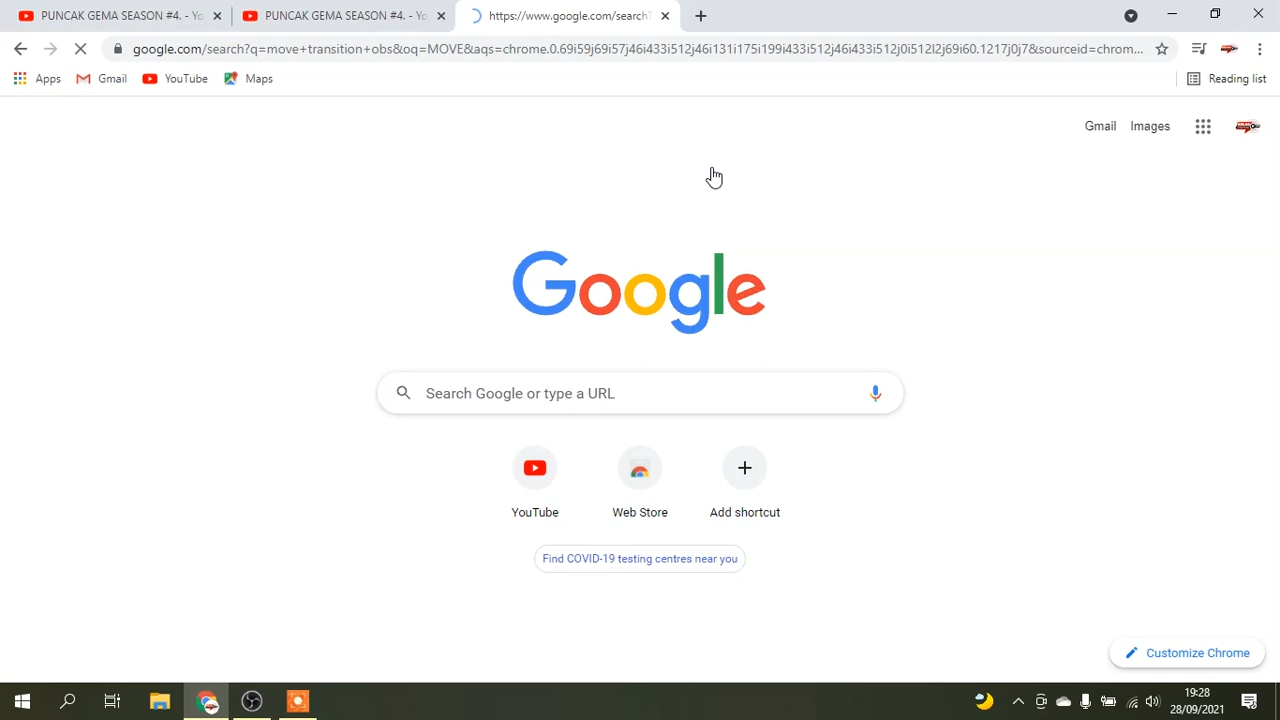 PUNCAK GEMA SEASON #4. - Yo
PUNCAK GEMA SEASON #4. - Yo
https://www.google.com/search?
google.com/search?q=move+transition+obs&oq=MOVE&aqs=chrome.0.69i59j69i57j46i433i512j46i131i175i199i433i512j46i433i512j0i512l2j69i60.1217j0j7&sourceid=chrom...
Apps
Gmail
YouTube
Maps
Reading list
Gmail
Images
Google
Search Google or type a URL
YouTube
Web Store
Add shortcut
Find COVID-19 testing centres near you
Customize Chrome
19:28
28/09/2021